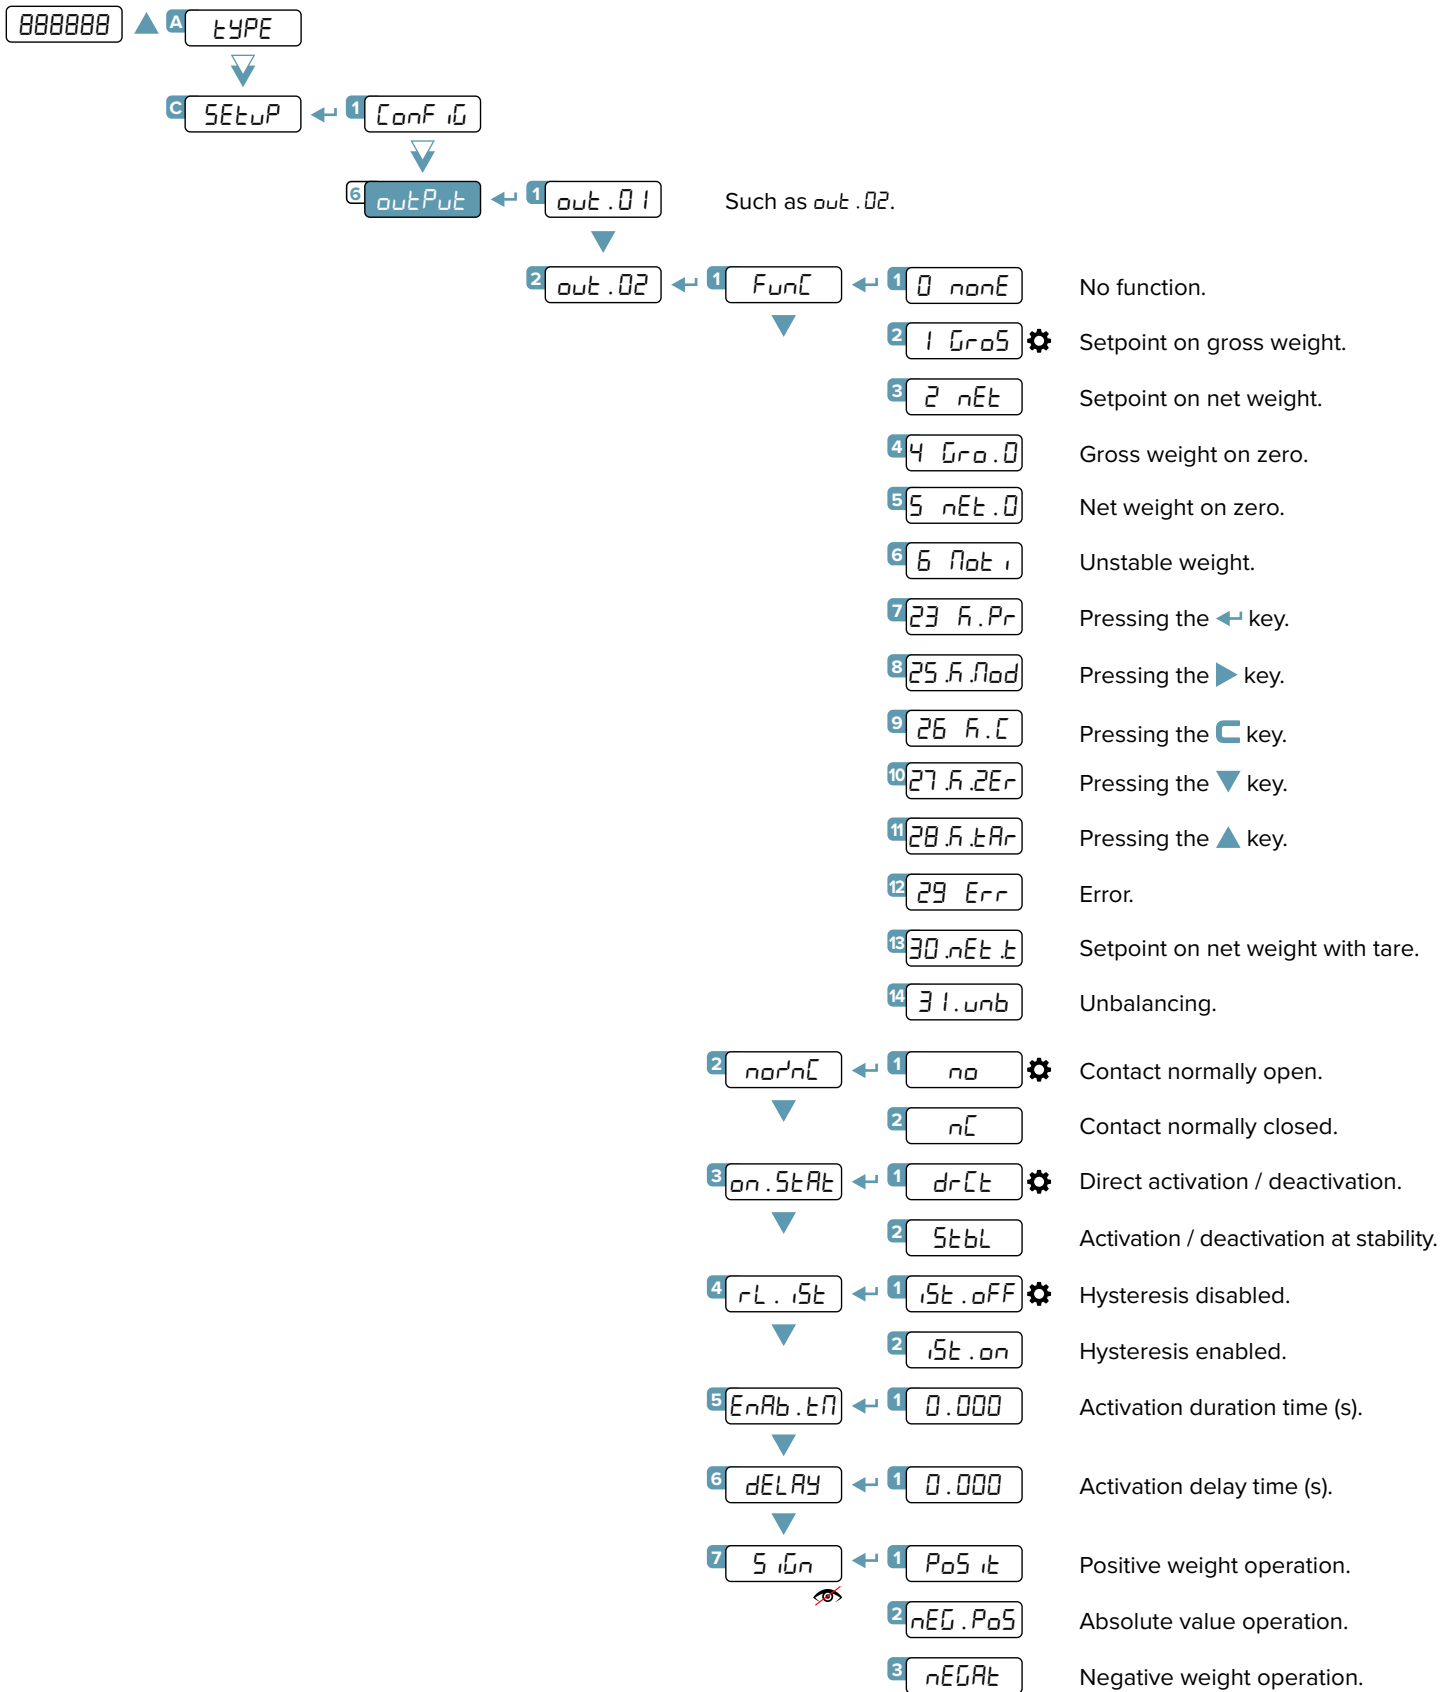 888888 A tYPE
C SEtuP 1 ConFiG
6 outPut 1 out.01 Such as out.02.
2 out.02 1 FunC 1 0 nonE No function.
2 1 GroS Setpoint on gross weight.
3 2 nEt Setpoint on net weight.
4 4 Gro.0 Gross weight on zero.
5 5 nEt.0 Net weight on zero.
6 6 Moti Unstable weight.
7 23 K.Pr Pressing the key.
8 25.K.Mod Pressing the key.
9 26 K.C Pressing the C key.
10 27.K.2Er Pressing the key.
11 28.K.tAr Pressing the key.
12 29 Err Error.
13 30.nEt.t Setpoint on net weight with tare.
14 31.unb Unbalancing.
2 no/nC 1 no Contact normally open.
2 nC Contact normally closed.
3 on.StAt 1 drCt Direct activation / deactivation.
2 StbL Activation / deactivation at stability.
4 rL.iSt 1 iSt.oFF Hysteresis disabled.
2 iSt.on Hysteresis enabled.
5 EnAb.tM 1 0.000 Activation duration time (s).
6 dELAY 1 0.000 Activation delay time (s).
7 SiGn 1 PoSit Positive weight operation.
2 nEG.PoS Absolute value operation.
3 nEGAt Negative weight operation.